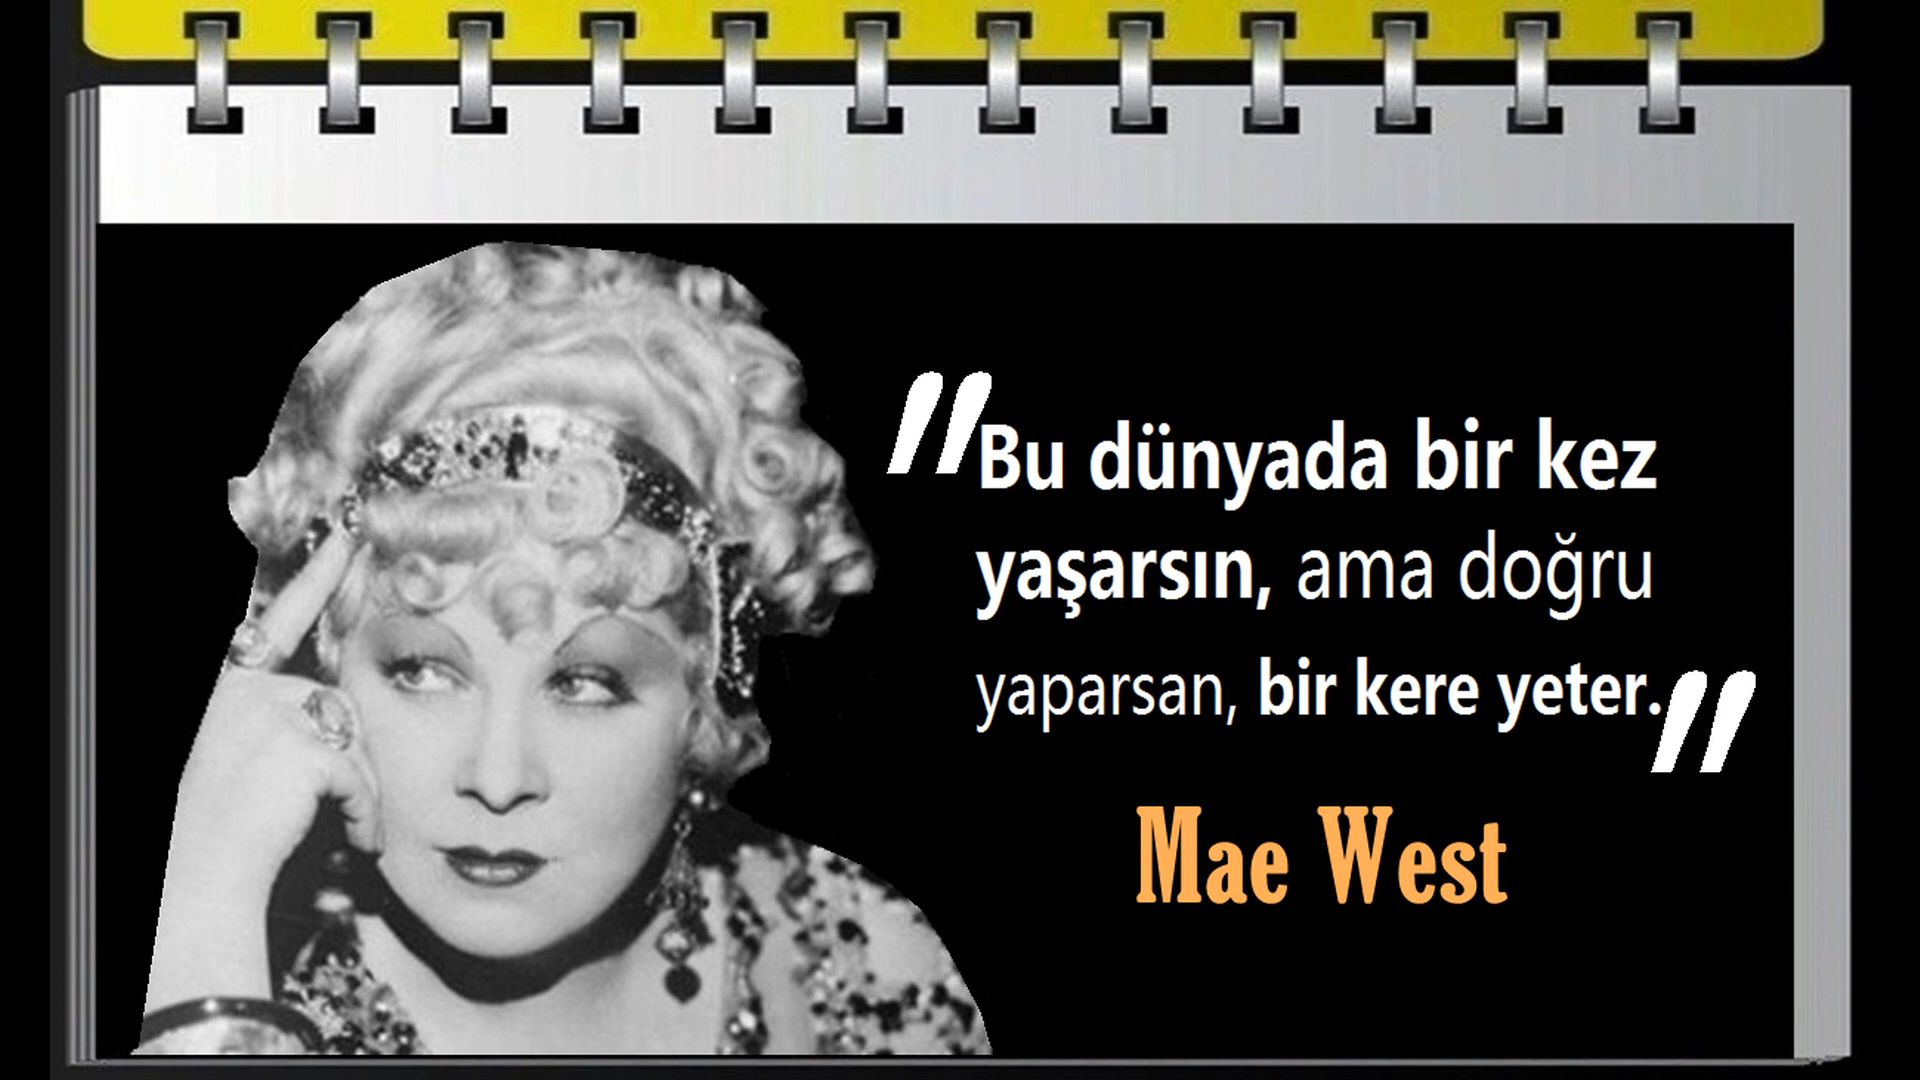 "Bu dünyada bir kez
yaşarsın, ama doğru
yaparsan, bir kere yeter."
Mae West